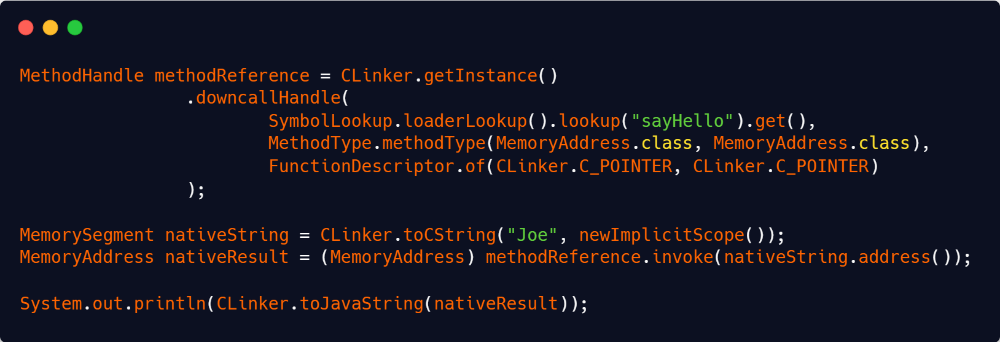 MethodHandle methodReference = CLinker.getInstance()
                .downcallHandle(
                        SymbolLookup.loaderLookup().lookup("sayHello").get(),
                        MethodType.methodType(MemoryAddress.class, MemoryAddress.class),
                        FunctionDescriptor.of(CLinker.C_POINTER, CLinker.C_POINTER)
                );
MemorySegment nativeString = CLinker.toCString("Joe", newImplicitScope());
MemoryAddress nativeResult = (MemoryAddress) methodReference.invoke(nativeString.address());
System.out.println(CLinker.toJavaString(nativeResult));